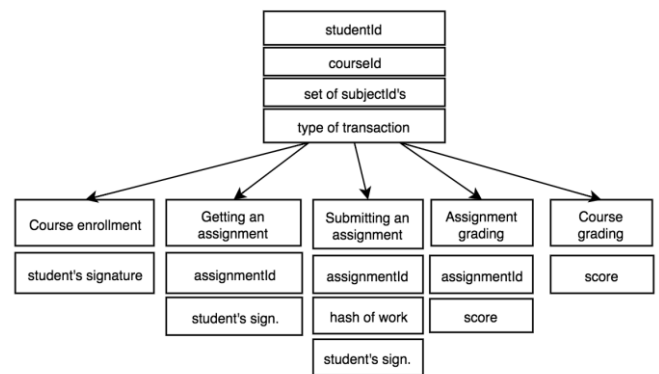 studentId
courseId
set of subjectId's
type of transaction
Course enrollment
student's signature
Getting an
assignment
assignmentId
student's sign.
Submitting an
assignment
assignmentId
hash of work
student's sign.
Assignment
grading
assignmentId
score
Course
grading
score